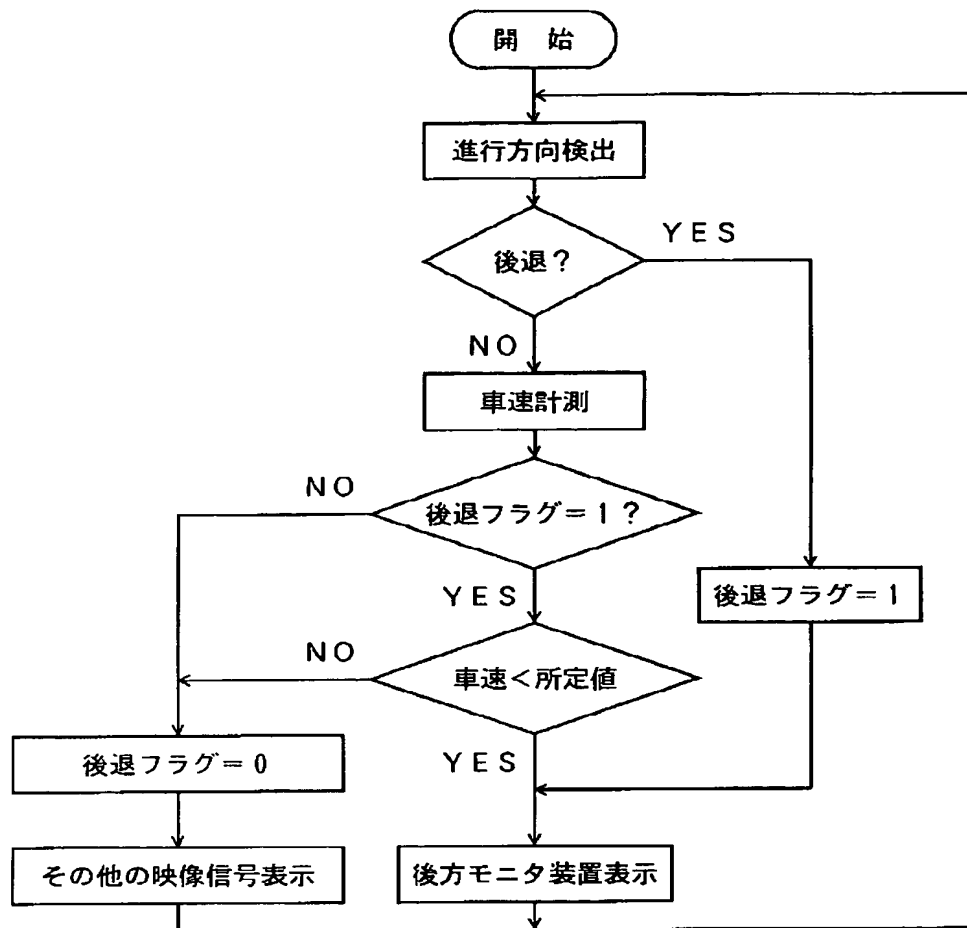 開 始
進行方向検出
後退?
YES
NO
車速計測
NO
後退フラグ=1?
YES
後退フラグ=1
NO
車速<所定値
後退フラグ=0
YES
その他の映像信号表示
後方モニタ装置表示